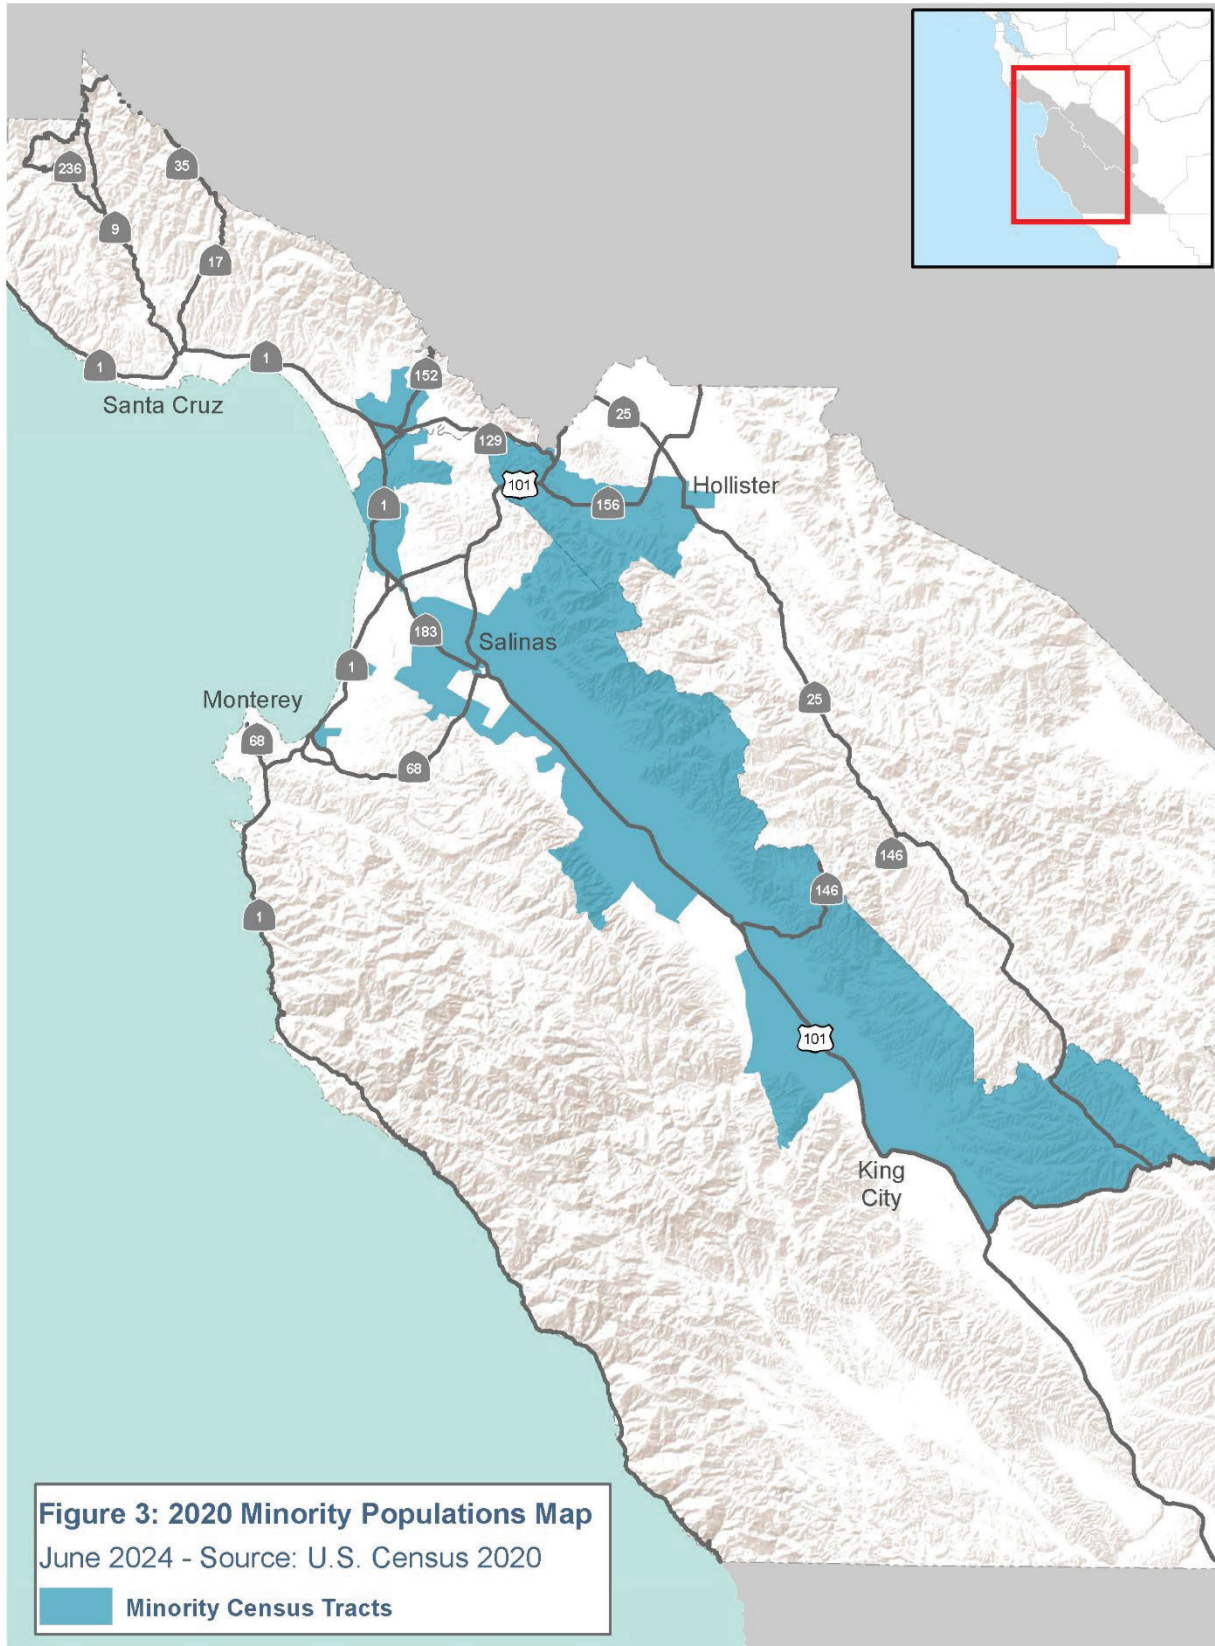 236
35
9
17
1
1
152
Santa Cruz
25
129
101
Hollister
156
1
183
Salinas
1
Monterey
25
68
68
146
146
1
101
King
City
Figure 3: 2020 Minority Populations Map
June 2024 - Source: U.S. Census 2020
Minority Census Tracts